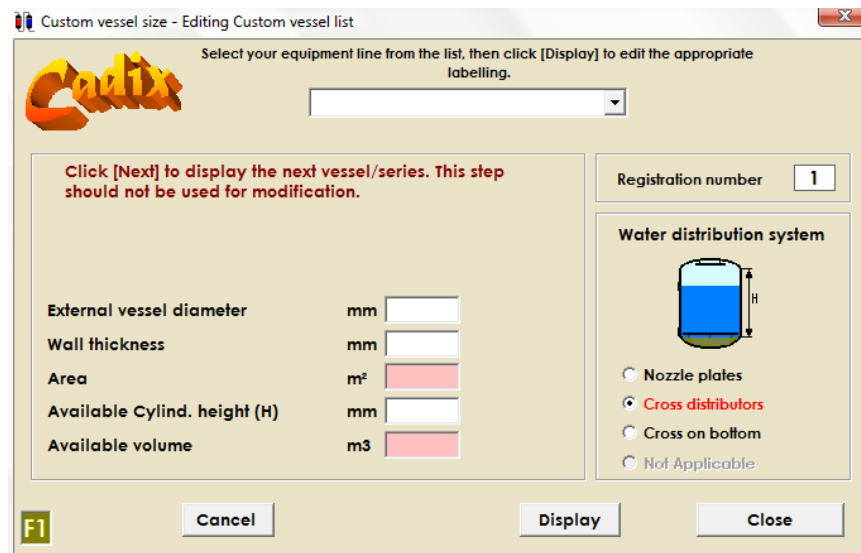 Custom vessel size - Editing Custom vessel list
x
Cadix
Select your equipment line from the list, then click [Display] to edit the appropriate
labelling.
Click [Next] to display the next vessel/series. This step
should not be used for modification.
External vessel diameter mm
Wall thickness mm
Area m²
Available Cylind. height (H) mm
Available volume m3
Registration number 1
Water distribution system
H
Nozzle plates
Cross distributors
Cross on bottom
Not Applicable
F1
Cancel
Display
Close